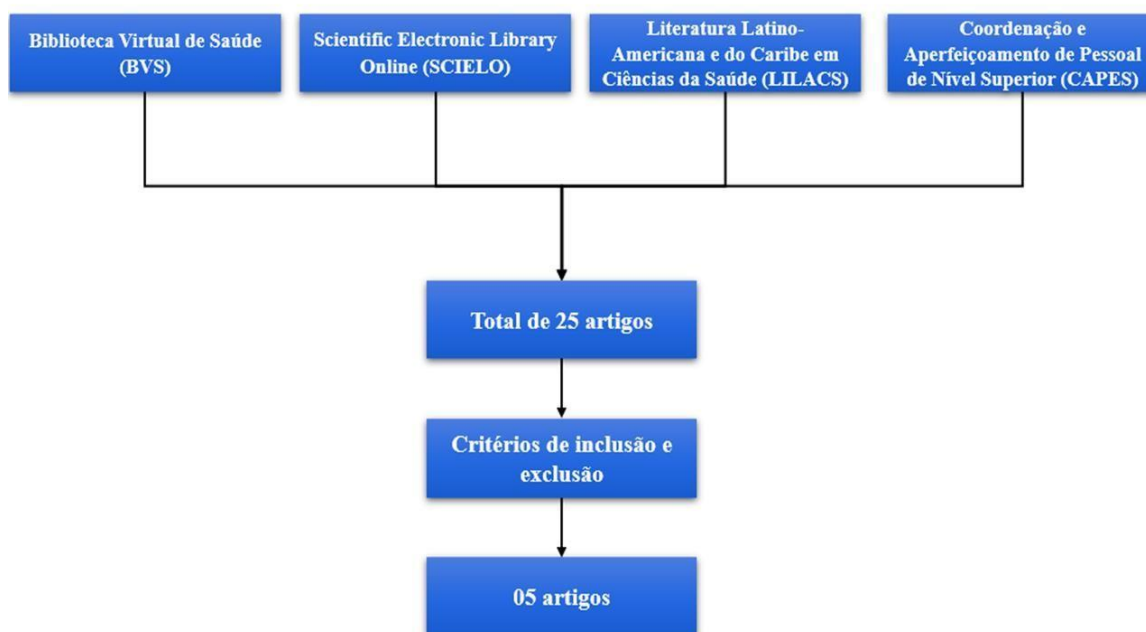 Biblioteca Virtual de Saúde
(BVS)
Scientific Electronic Library
Online (SCIELO)
Literatura Latino-
Americana e do Caribe em
Ciências da Saúde (LILACS)
Coordenação e
Aperfeiçoamento de Pessoal
de Nível Superior (CAPES)
Total de 25 artigos
Critérios de inclusão e
exclusão
05 artigos